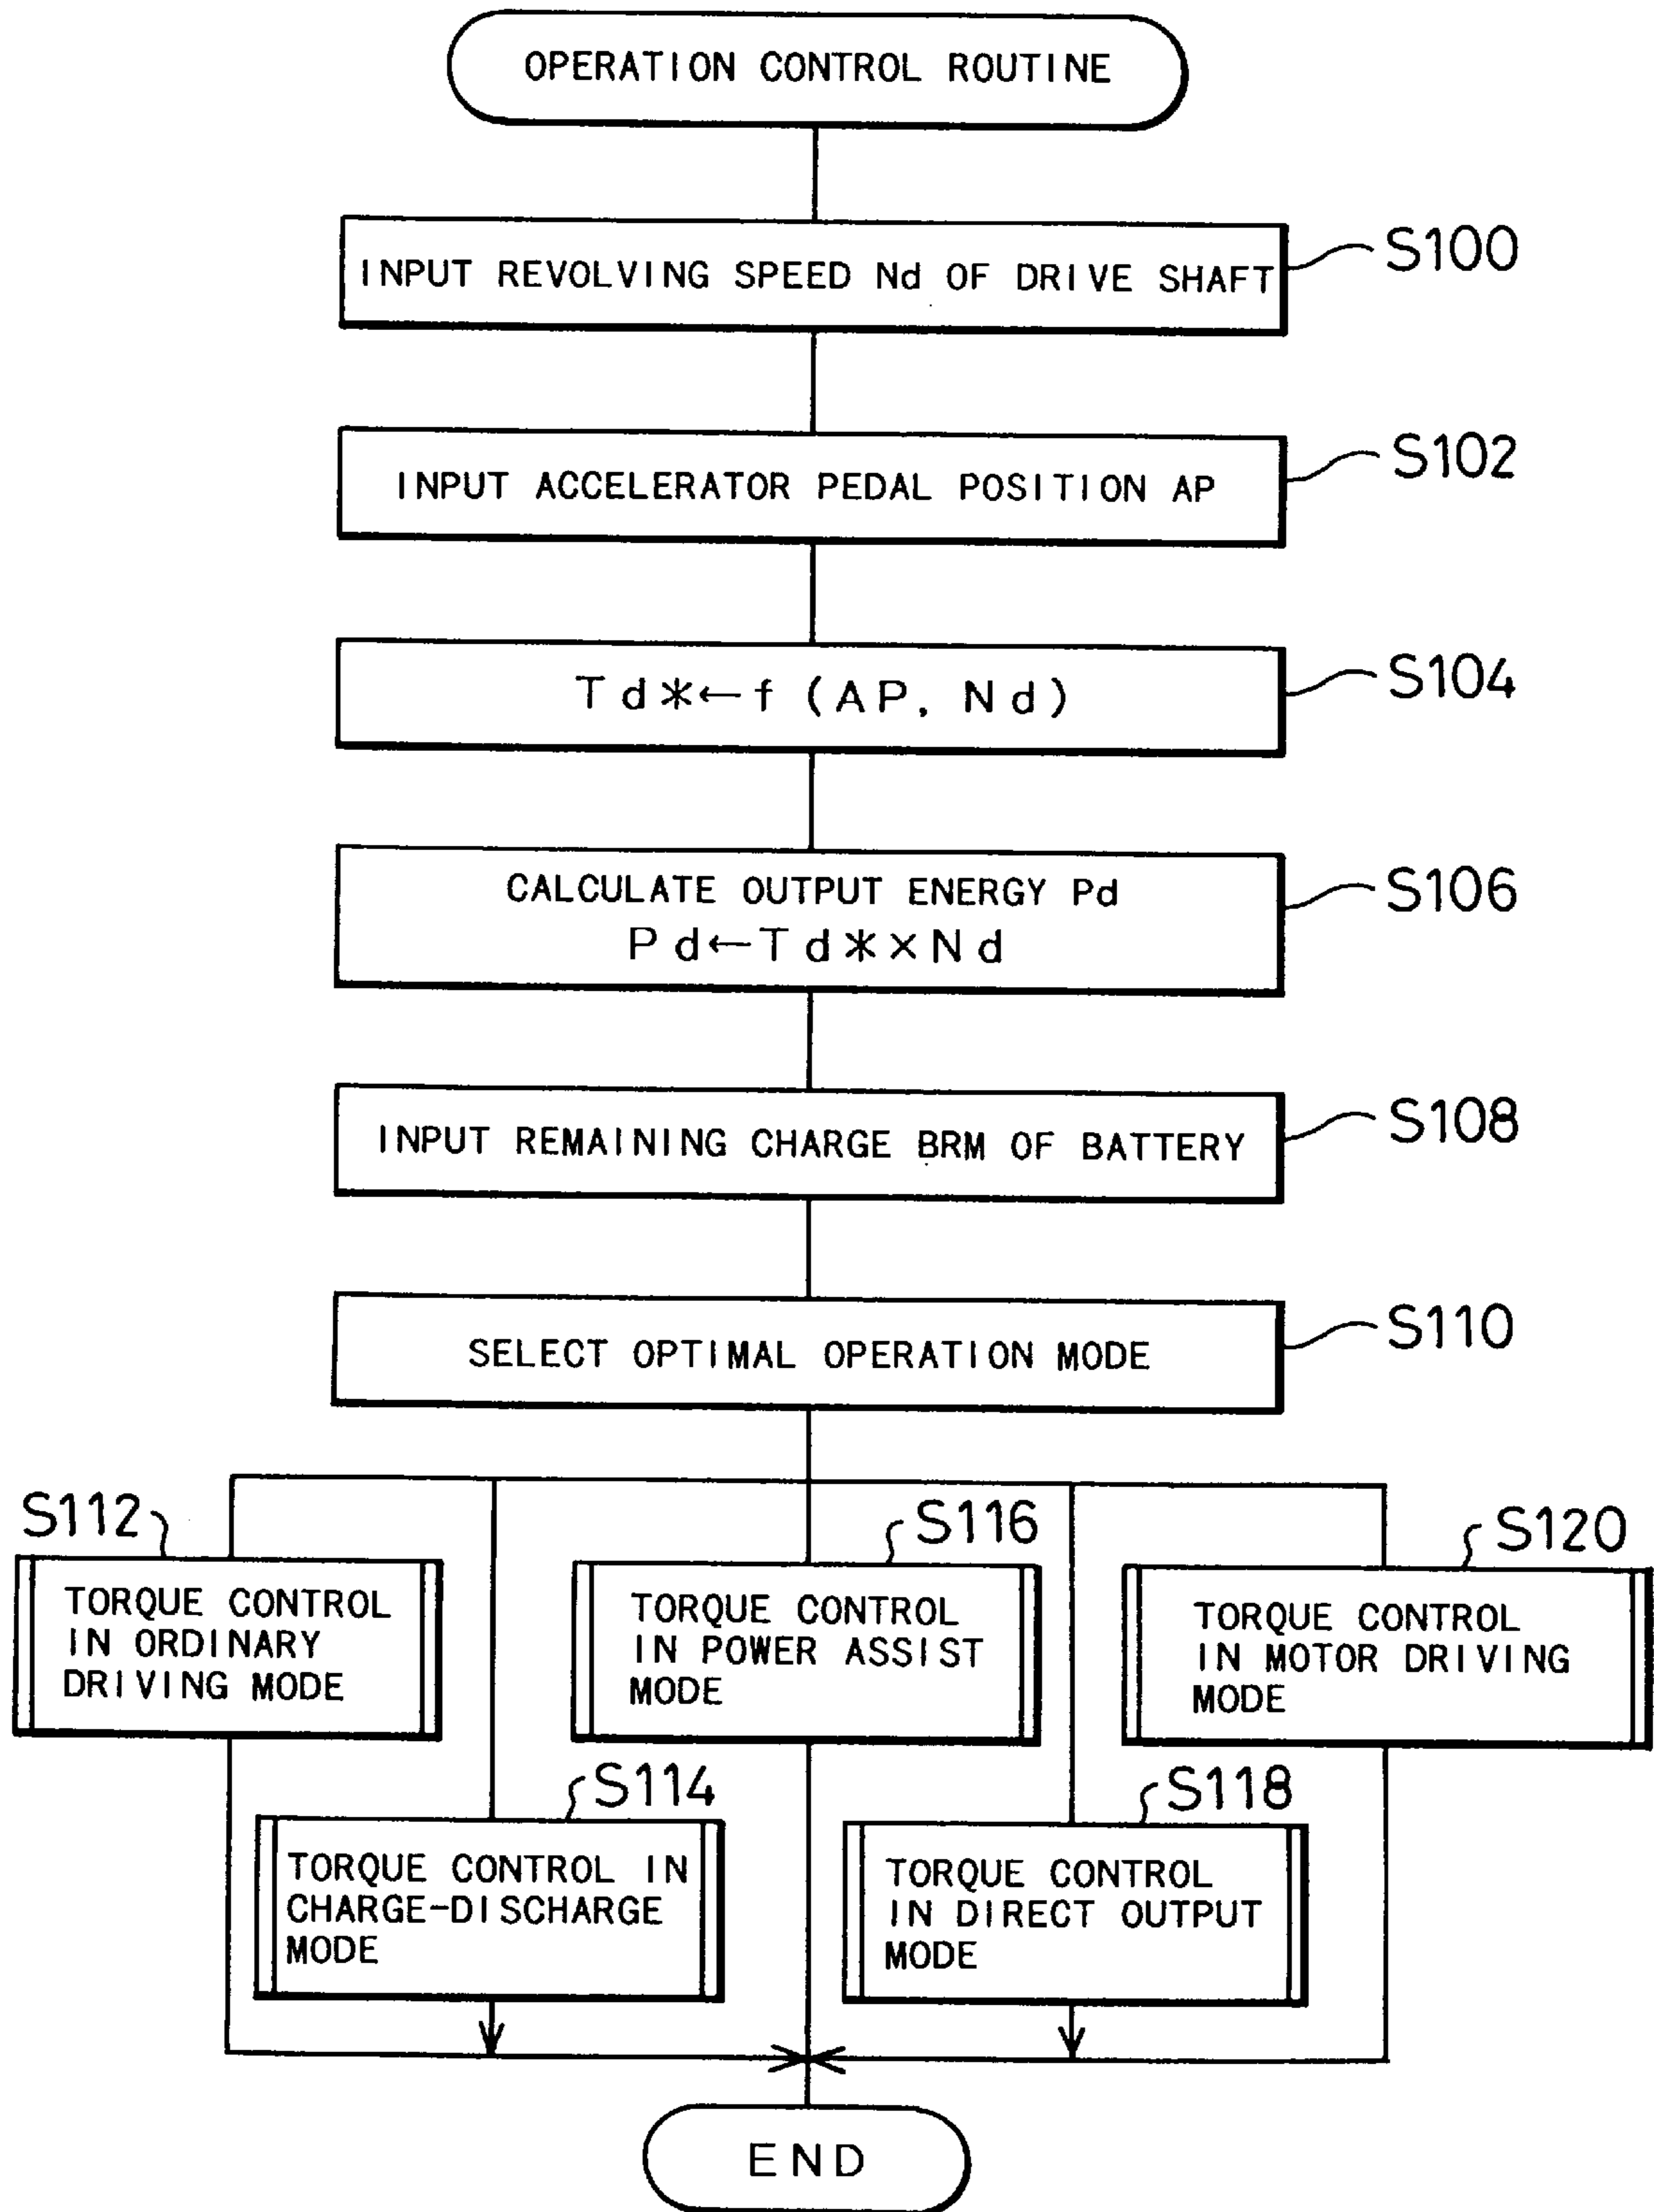 OPERATION CONTROL ROUTINE
INPUT REVOLVING SPEED Nd OF DRIVE SHAFT
S100
INPUT ACCELERATOR PEDAL POSITION AP
S102
Td*←f (AP, Nd)
S104
CALCULATE OUTPUT ENERGY Pd
Pd←Td*×Nd
S106
INPUT REMAINING CHARGE BRM OF BATTERY
S108
SELECT OPTIMAL OPERATION MODE
S110
S112
TORQUE CONTROL
IN ORDINARY
DRIVING MODE
S116
TORQUE CONTROL
IN POWER ASSIST
MODE
S120
TORQUE CONTROL
IN MOTOR DRIVING
MODE
S114
TORQUE CONTROL IN
CHARGE-DISCHARGE
MODE
S118
TORQUE CONTROL
IN DIRECT OUTPUT
MODE
END